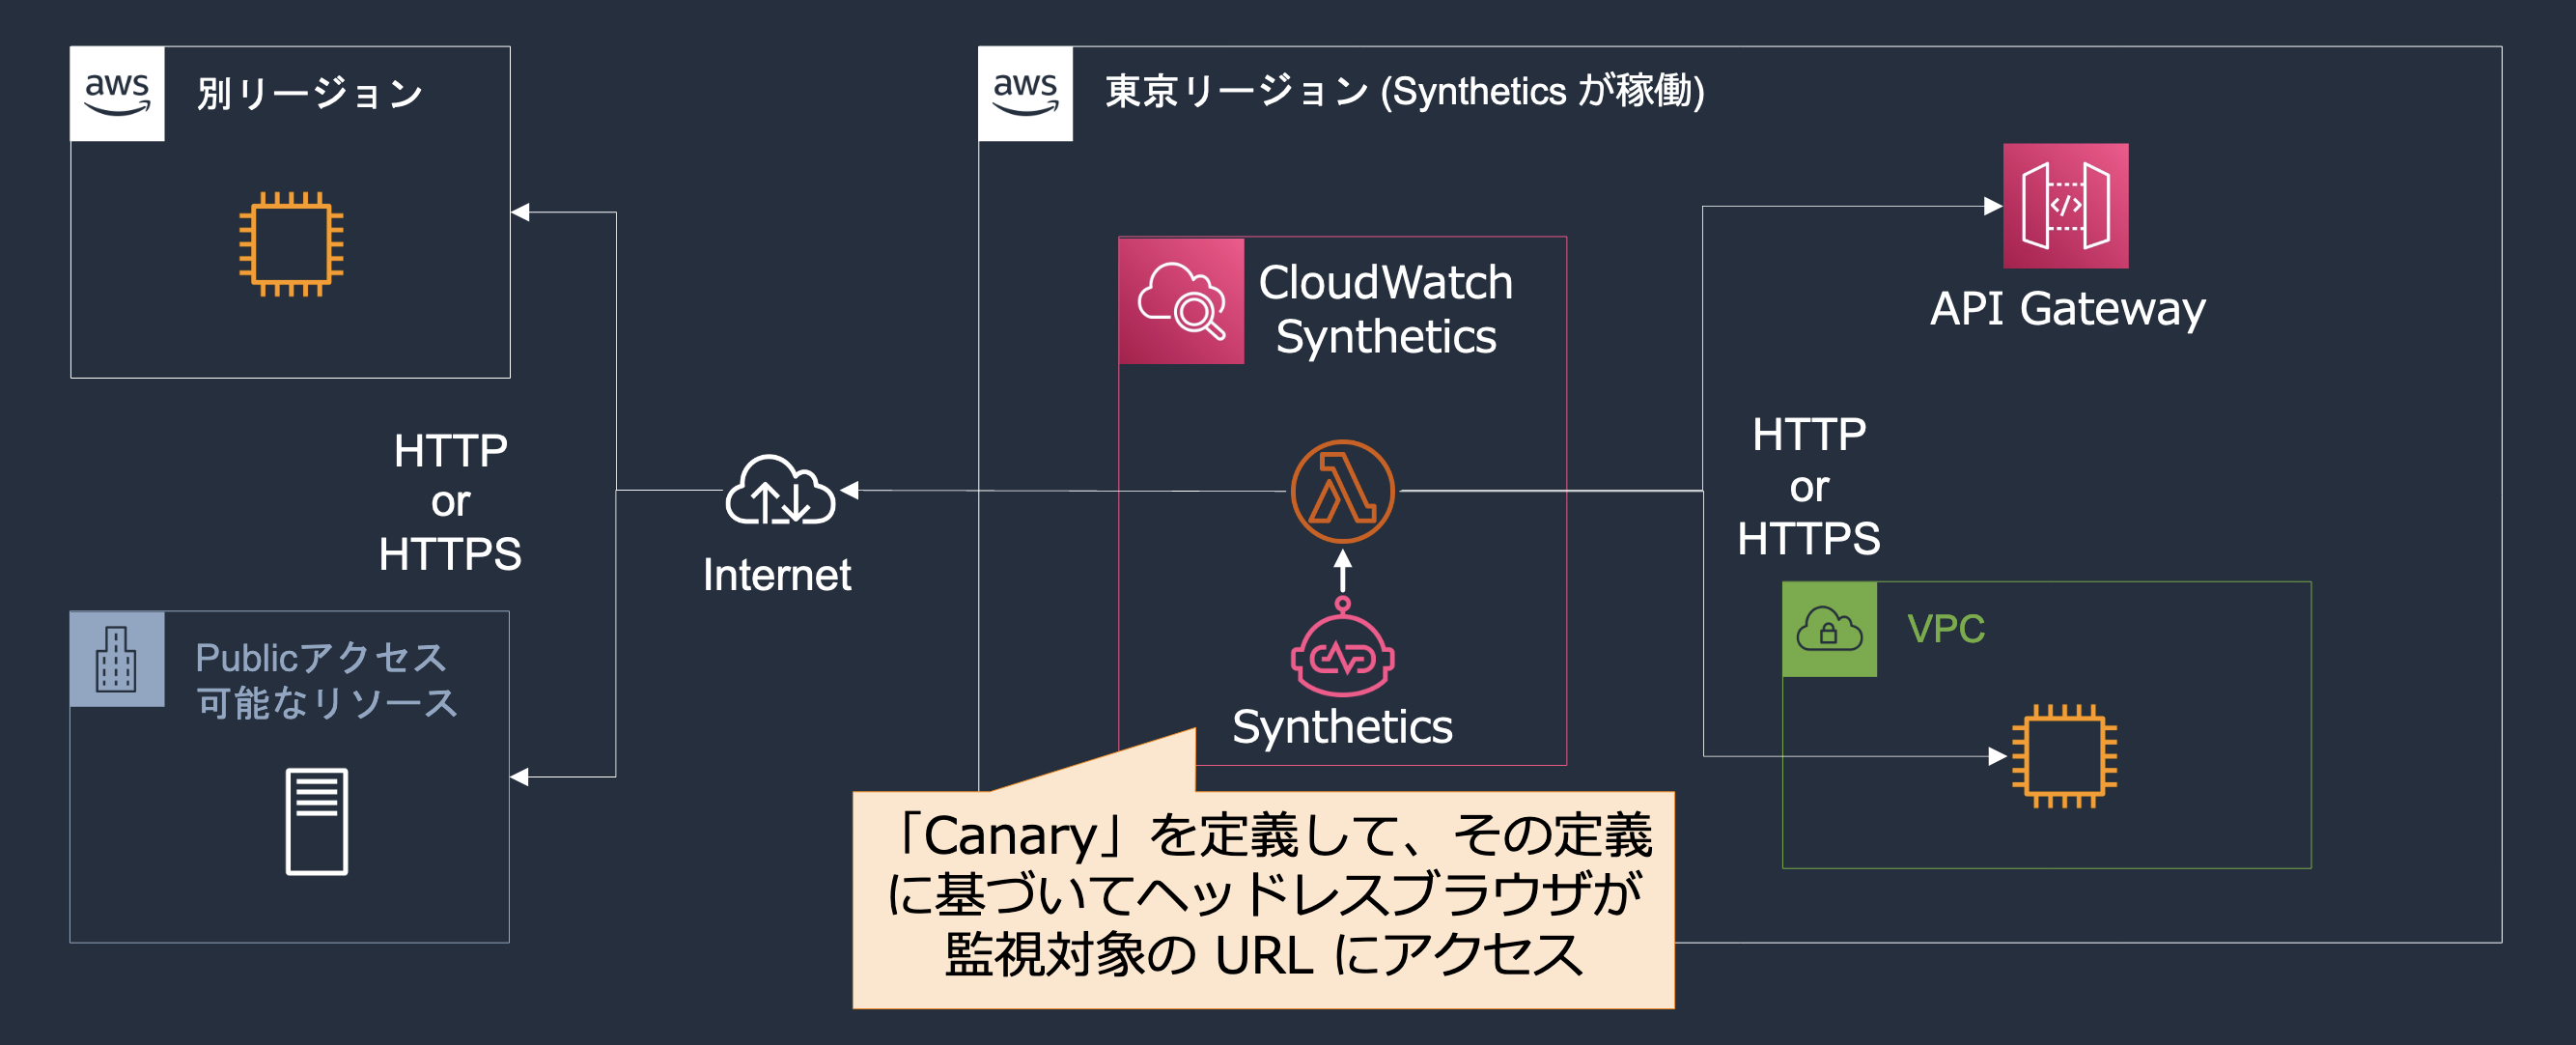 aws
別リージョン
HTTP
or
HTTPS
Publicアクセス
可能なリソース
Internet
aws
東京リージョン (Synthetics が稼働)
CloudWatch
Synthetics
Synthetics
「Canary」を定義して、その定義
に基づいてヘッドレスブラウザが
監視対象の URL にアクセス
API Gateway
HTTP
or
HTTPS
VPC